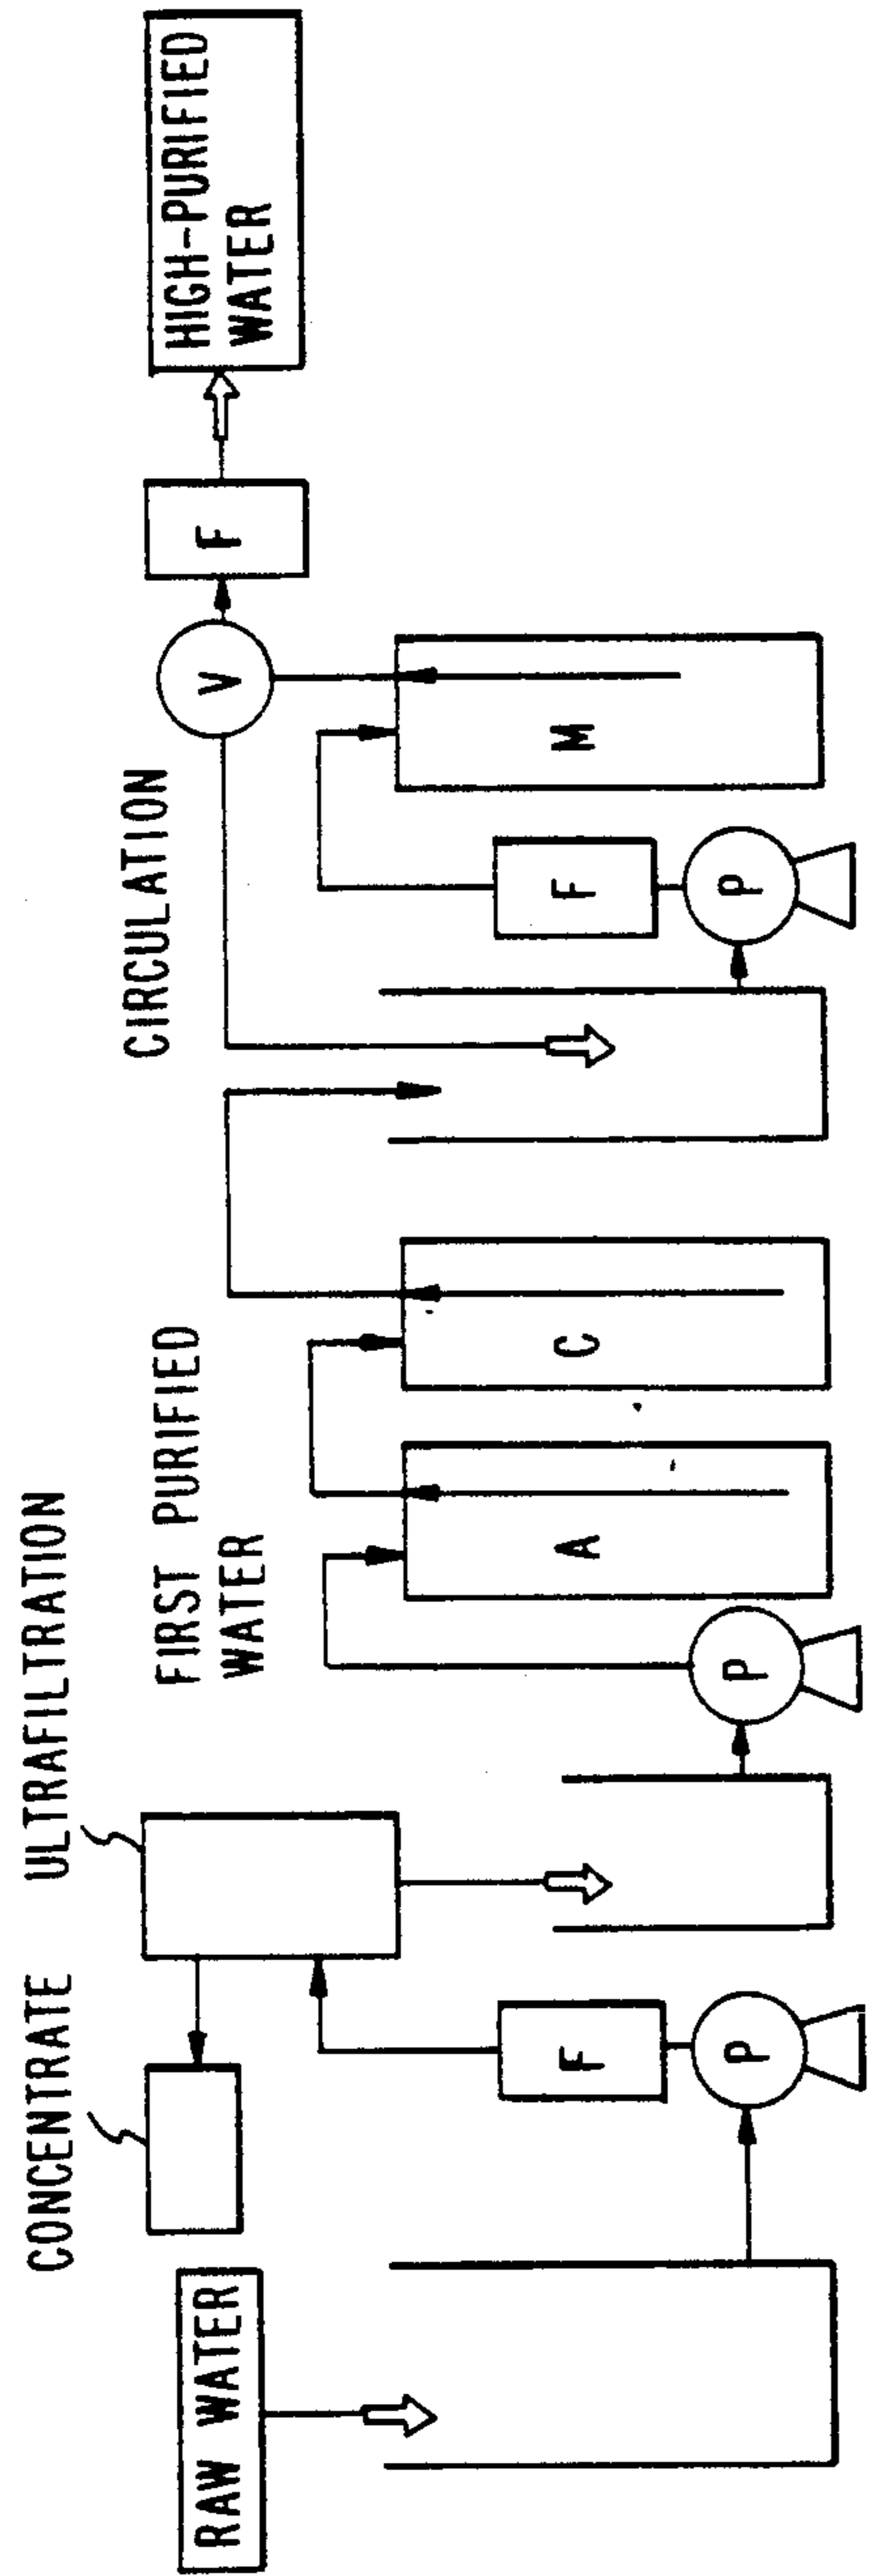 CONCENTRATE
ULTRAFILTRATION
RAW WATER
F
P
FIRST PURIFIED
WATER
P
A
C
CIRCULATION
F
P
M
V
F
HIGH-PURIFIED
WATER